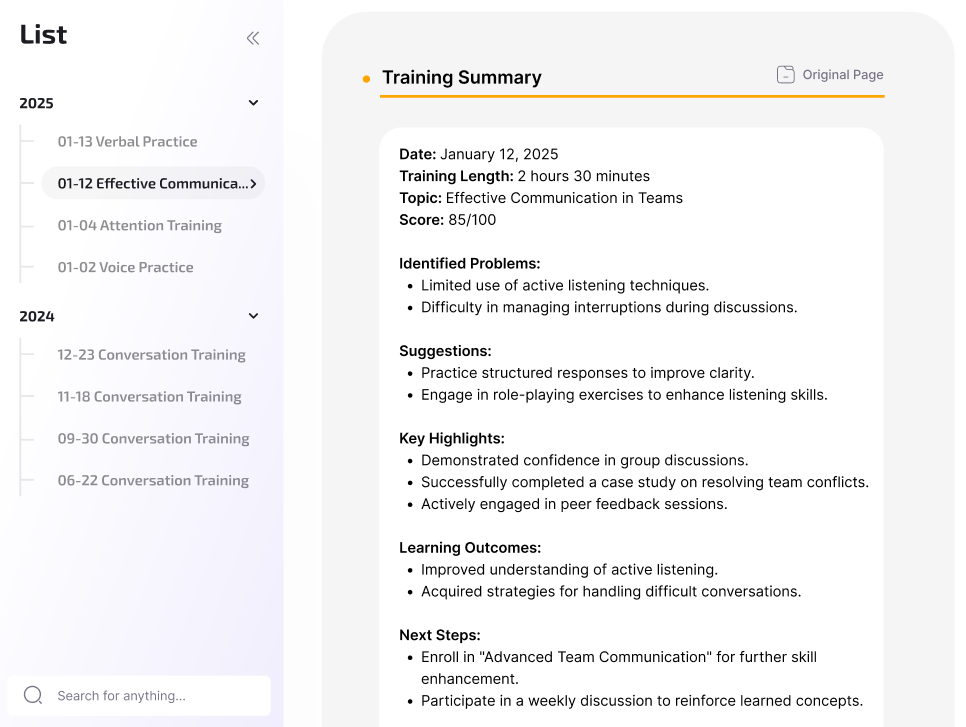 List
2025
01-13 Verbal Practice
01-12 Effective Communica...
01-04 Attention Training
01-02 Voice Practice
2024
12-23 Conversation Training
11-18 Conversation Training
09-30 Conversation Training
06-22 Conversation Training
Search for anything...
Training Summary
Original Page
Date: January 12, 2025
Training Length: 2 hours 30 minutes
Topic: Effective Communication in Teams
Score: 85/100
Identified Problems:
• Limited use of active listening techniques.
• Difficulty in managing interruptions during discussions.
Suggestions:
• Practice structured responses to improve clarity.
• Engage in role-playing exercises to enhance listening skills.
Key Highlights:
• Demonstrated confidence in group discussions.
• Successfully completed a case study on resolving team conflicts.
• Actively engaged in peer feedback sessions.
Learning Outcomes:
• Improved understanding of active listening.
• Acquired strategies for handling difficult conversations.
Next Steps:
• Enroll in "Advanced Team Communication" for further skill
enhancement.
• Participate in a weekly discussion to reinforce learned concepts.